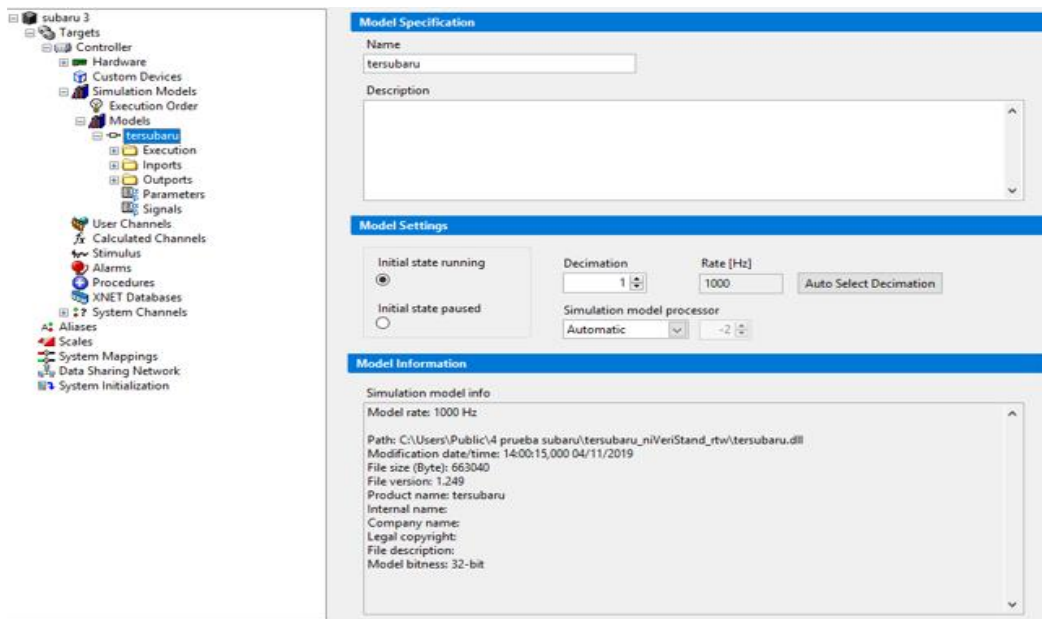 subaru 3
Targets
Controller
Hardware
Custom Devices
Simulation Models
Execution Order
Models
tersubaru
Execution
Inports
Outports
Parameters
Signals
User Channels
Calculated Channels
Stimulus
Alarms
Procedures
XNET Databases
System Channels
Aliases
Scales
System Mappings
Data Sharing Network
System Initialization
Model Specification
Name
tersubaru
Description
Model Settings
Initial state running
Initial state paused
Decimation
1
Rate [Hz]
1000
Auto Select Decimation
Simulation model processor
Automatic
-2
Model Information
Simulation model info
Model rate: 1000 Hz
Path: C:\Users\Public\4 prueba subaru\tersubaru_niVeriStand_rtw\tersubaru.dll
Modification date/time: 14:00:15,000 04/11/2019
File size (Byte): 663040
File version: 1.249
Product name: tersubaru
Internal name:
Company name:
Legal copyright:
File description:
Model bitness: 32-bit